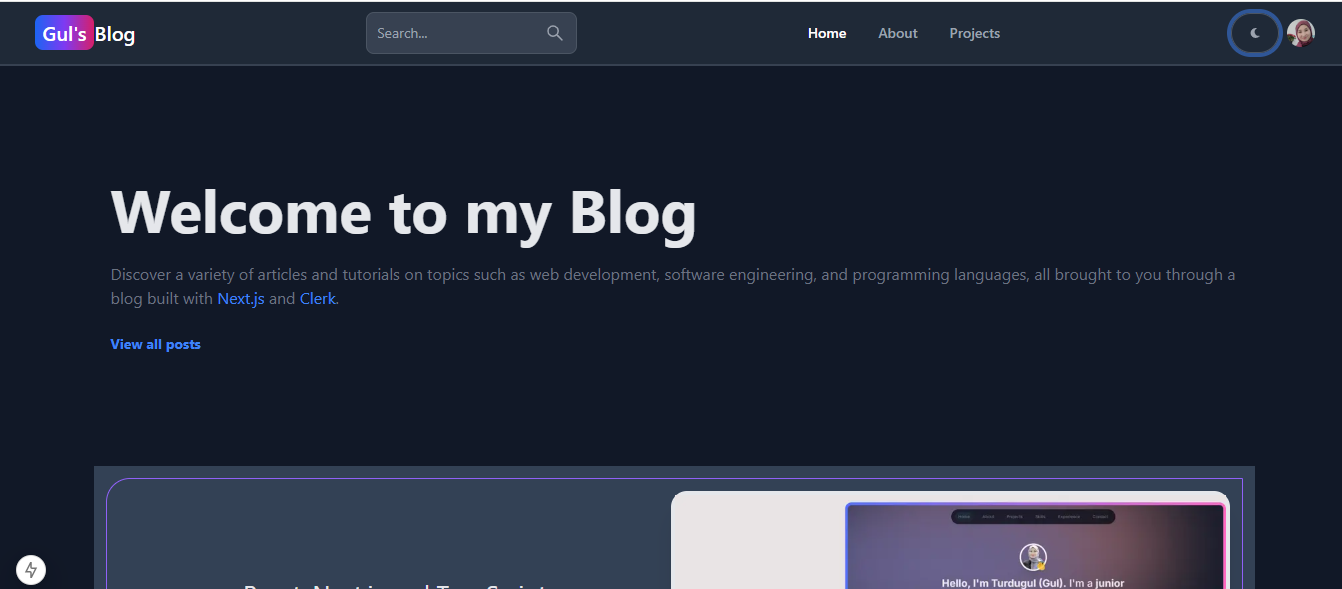 Gul's Blog
Search...
Home
About
Projects
Welcome to my Blog
Discover a variety of articles and tutorials on topics such as web development, software engineering, and programming languages, all brought to you through a
blog built with Next.js and Clerk.
View all posts
Home About Projects Skills Experience Contact
Hello, I'm Turdugul (Gul). I'm a junior